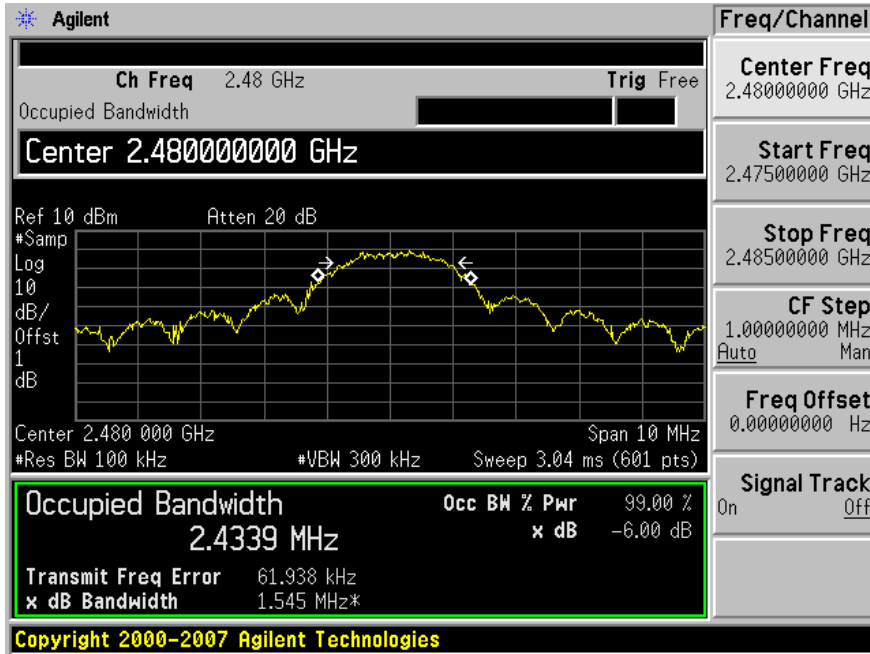 Agilent
Ch Freq 2.48 GHz Trig Free
Occupied Bandwidth
Center 2.480000000 GHz
Ref 10 dBm Atten 20 dB
#Samp
Log
10
dB/
Offst
1
dB
Center 2.480 000 GHz Span 10 MHz
#Res BW 100 kHz #VBW 300 kHz Sweep 3.04 ms (601 pts)
Occupied Bandwidth Occ BW % Pwr 99.00 %
2.4339 MHz x dB -6.00 dB
Transmit Freq Error 61.938 kHz
x dB Bandwidth 1.545 MHz*
Copyright 2000-2007 Agilent Technologies
Freq/Channel
Center Freq
2.48000000 GHz
Start Freq
2.47500000 GHz
Stop Freq
2.48500000 GHz
CF Step
1.00000000 MHz
Auto Man
Freq Offset
0.00000000 Hz
Signal Track
On Off